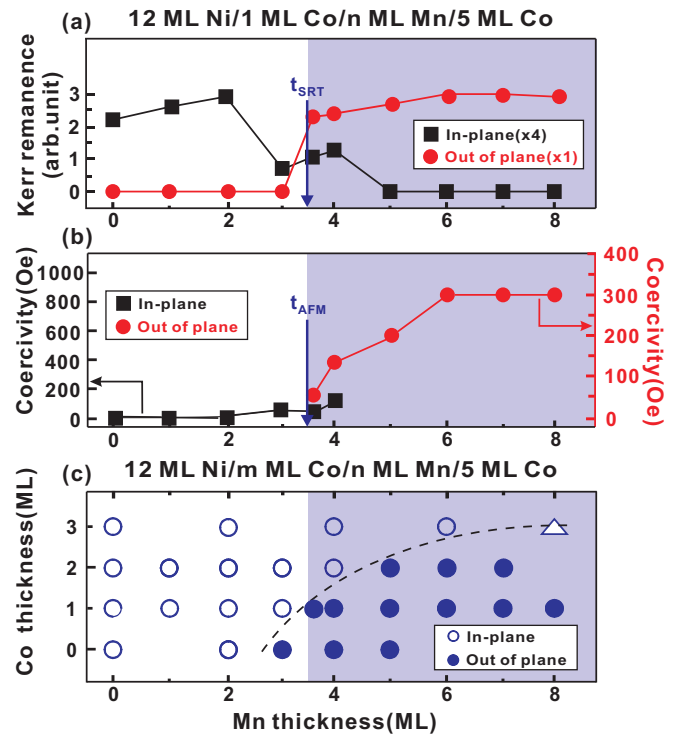 12 ML Ni/1 ML Co/n ML Mn/5 ML Co
(a)
Kerr remanence
(arb.unit)
3
2
1
0
t_SRT
In-plane(x4)
Out of plane(x1)
0 2 4 6 8
(b)
Coercivity(Oe)
1000
800
600
400
200
0
In-plane
Out of plane
t_AFM
400
300
200
100
0
Coercivity(Oe)
0 2 4 6 8
12 ML Ni/m ML Co/n ML Mn/5 ML Co
(c)
Co thickness(ML)
3
2
1
0
In-plane
Out of plane
0 2 4 6 8
Mn thickness(ML)